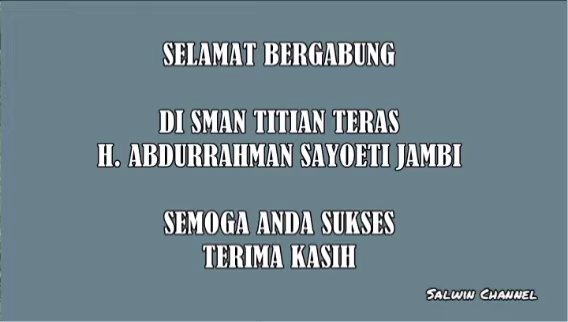 SELAMAT BERGABUNG
DI SMAN TITIAN TERAS
H. ABDURRAHMAN SAYOETI JAMBI
SEMOGA ANDA SUKSES
TERIMA KASIH
Salwin Channel